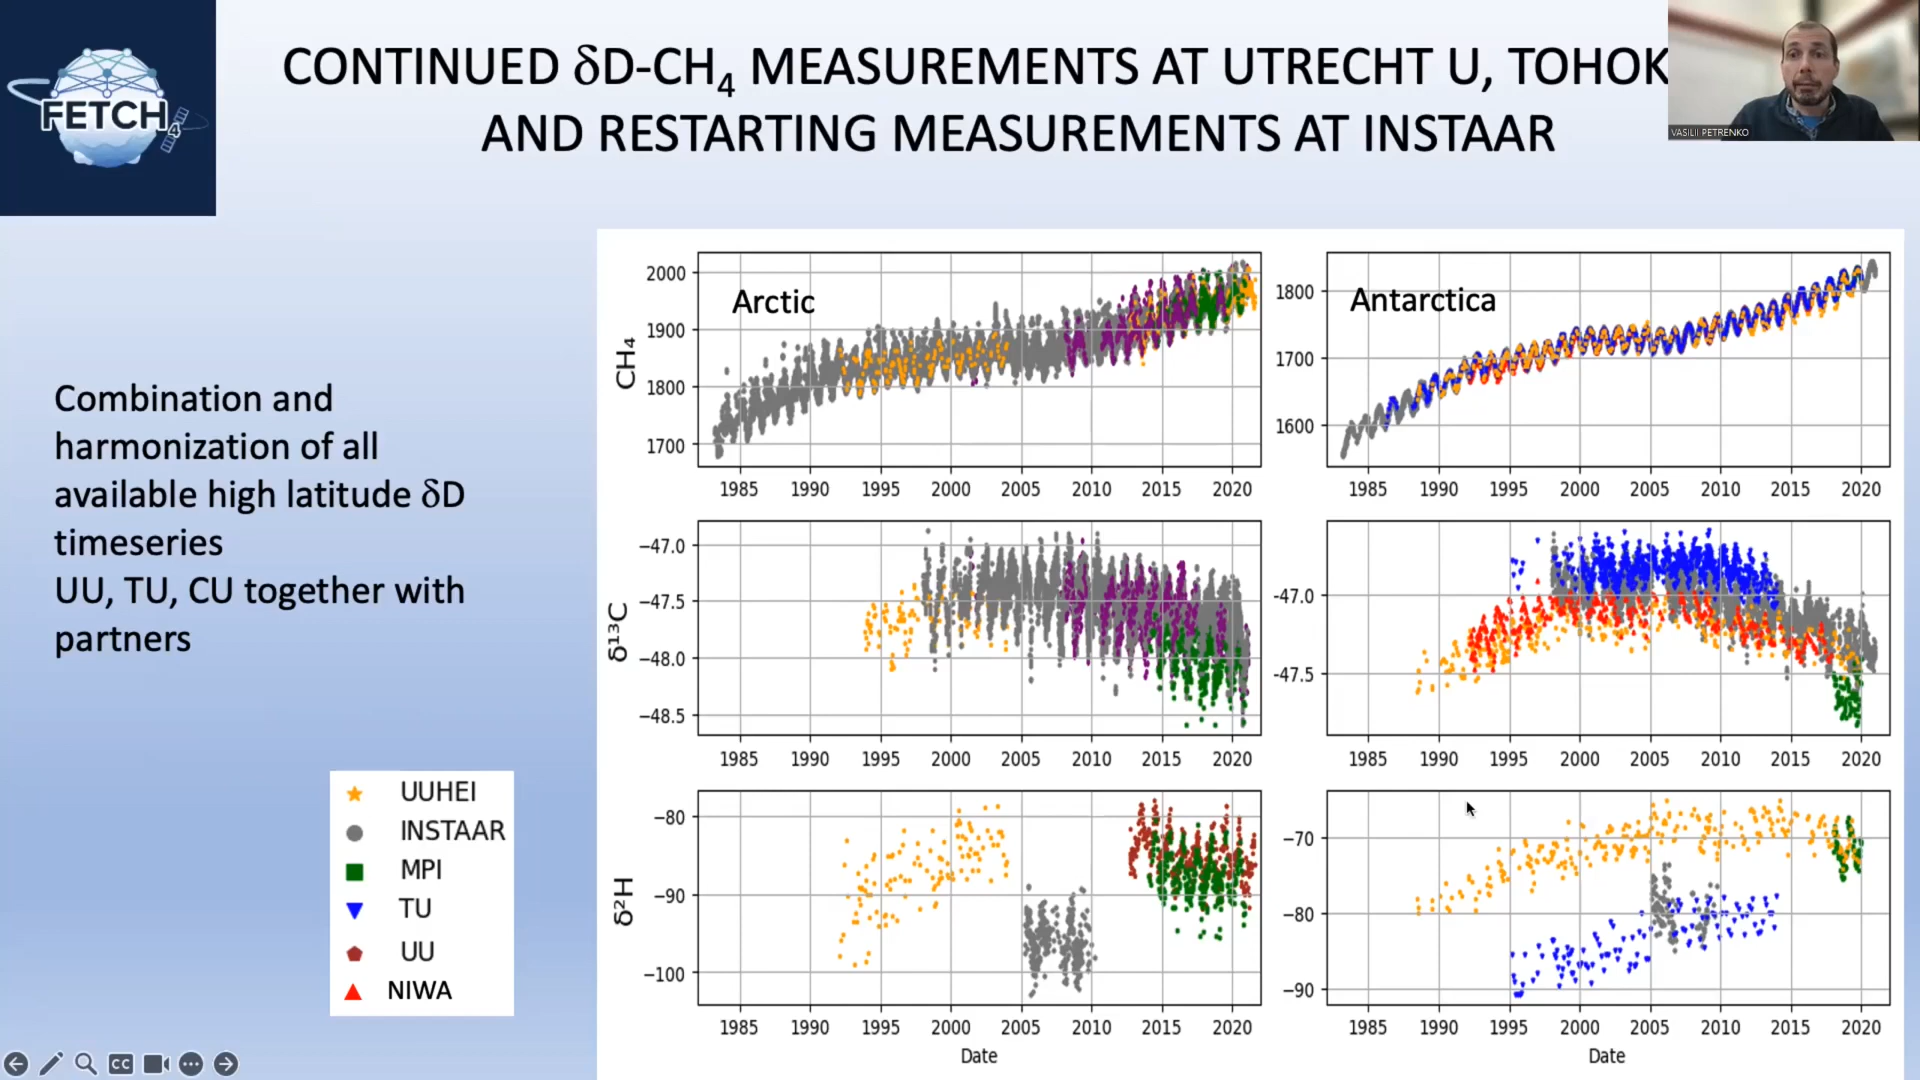 CONTINUED δD-CH₄ MEASUREMENTS AT UTRECHT U, TOHOK
AND RESTARTING MEASUREMENTS AT INSTAAR
VASILII PETRENKO
FETCH₄
Combination and
harmonization of all
available high latitude δD
timeseries
UU, TU, CU together with
partners
UUHEI
INSTAAR
MPI
TU
UU
NIWA
Arctic
CH₄
2000
1900
1800
1700
1985 1990 1995 2000 2005 2010 2015 2020
Antarctica
1800
1700
1600
1985 1990 1995 2000 2005 2010 2015 2020
δ¹³C
−47.0
−47.5
−48.0
−48.5
1985 1990 1995 2000 2005 2010 2015 2020
-47.0
-47.5
1985 1990 1995 2000 2005 2010 2015 2020
δ²H
−80
−90
−100
1985 1990 1995 2000 2005 2010 2015 2020
Date
−70
−80
−90
1985 1990 1995 2000 2005 2010 2015 2020
Date
CC